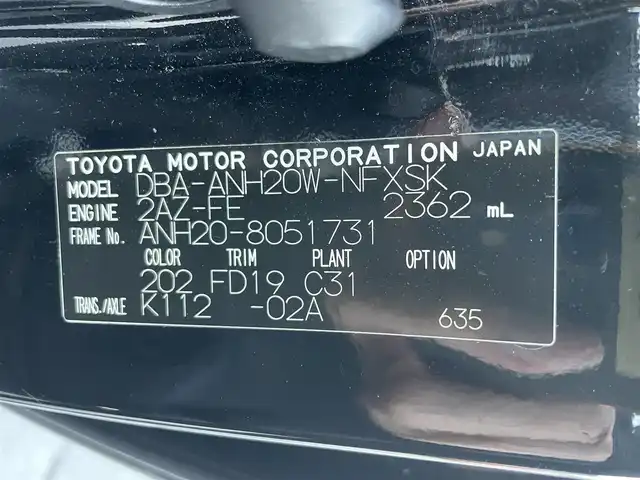 TOYOTA MOTOR CORPORATION JAPAN
MODEL DBA-ANH20W-NFXSK
ENGINE 2AZ-FE 2362 mL
FRAME No. ANH20-8051731
COLOR TRIM PLANT OPTION
202 FD19 C31
TRANS./AXLE K112 -02A 635